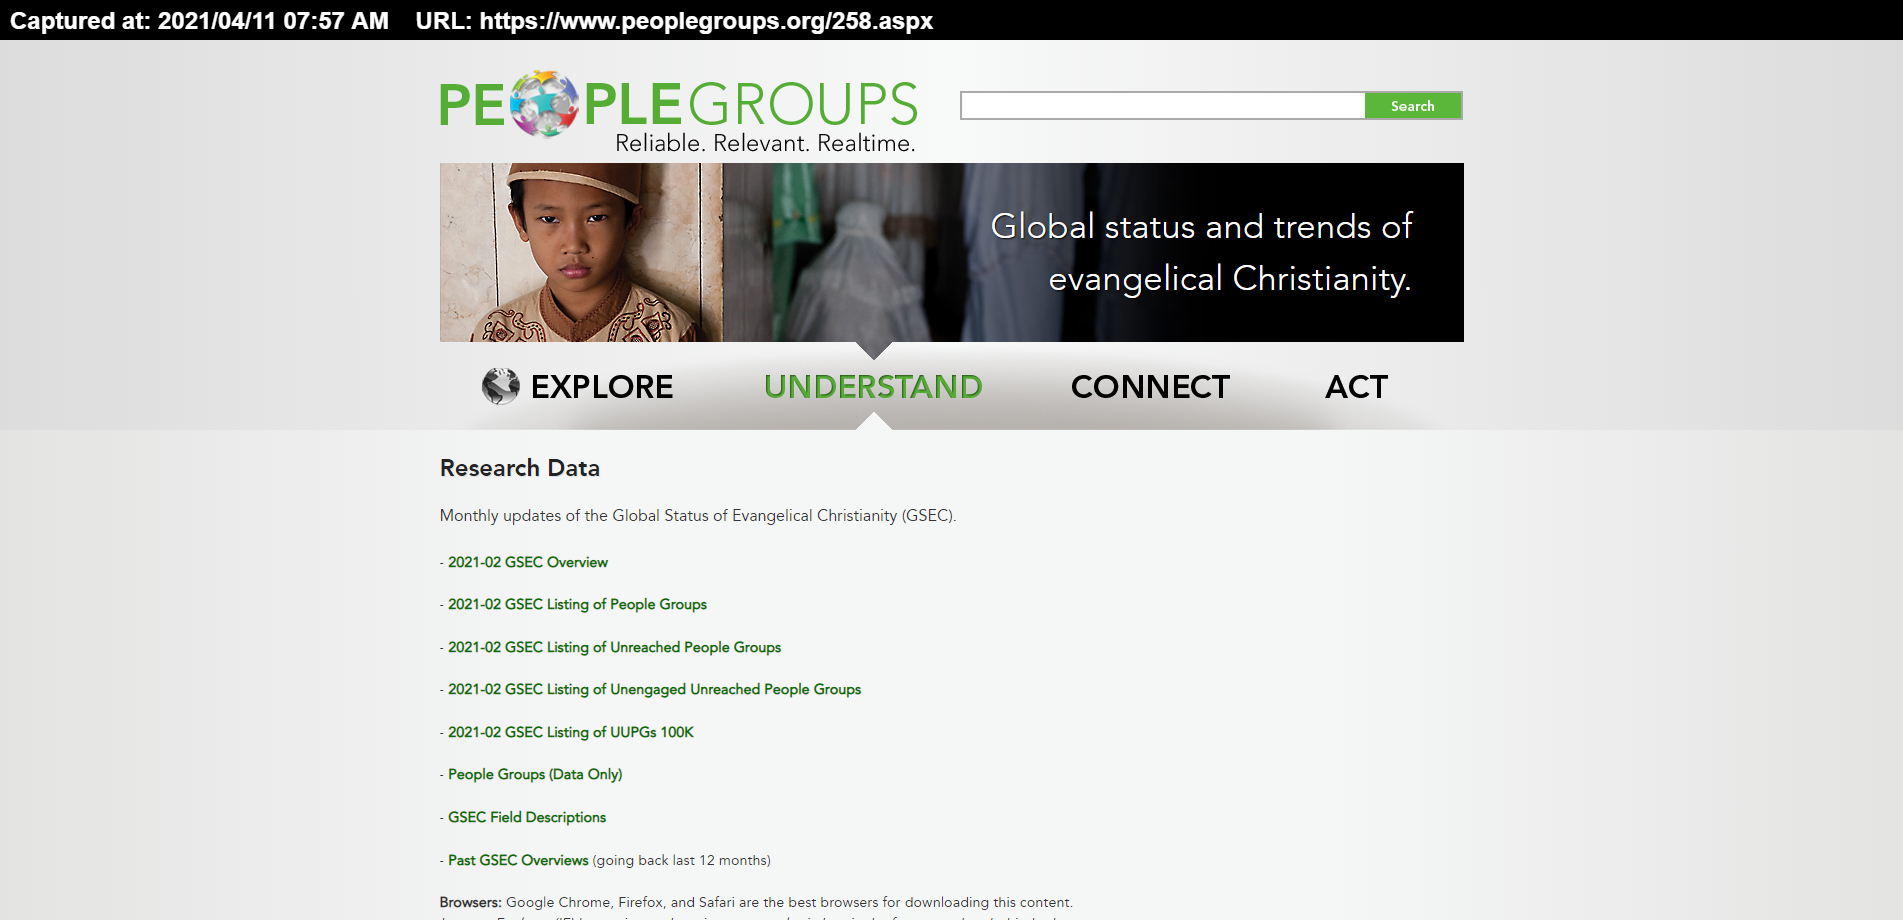 Captured at: 2021/04/11 07:57 AM URL: https://www.peoplegroups.org/258.aspx
PEOPLEGROUPS
Reliable. Relevant. Realtime.
Search
Global status and trends of
evangelical Christianity.
EXPLORE UNDERSTAND CONNECT ACT
Research Data
Monthly updates of the Global Status of Evangelical Christianity (GSEC).
- 2021-02 GSEC Overview
- 2021-02 GSEC Listing of People Groups
- 2021-02 GSEC Listing of Unreached People Groups
- 2021-02 GSEC Listing of Unengaged Unreached People Groups
- 2021-02 GSEC Listing of UUPGs 100K
- People Groups (Data Only)
- GSEC Field Descriptions
- Past GSEC Overviews (going back last 12 months)
Browsers: Google Chrome, Firefox, and Safari are the best browsers for downloading this content.